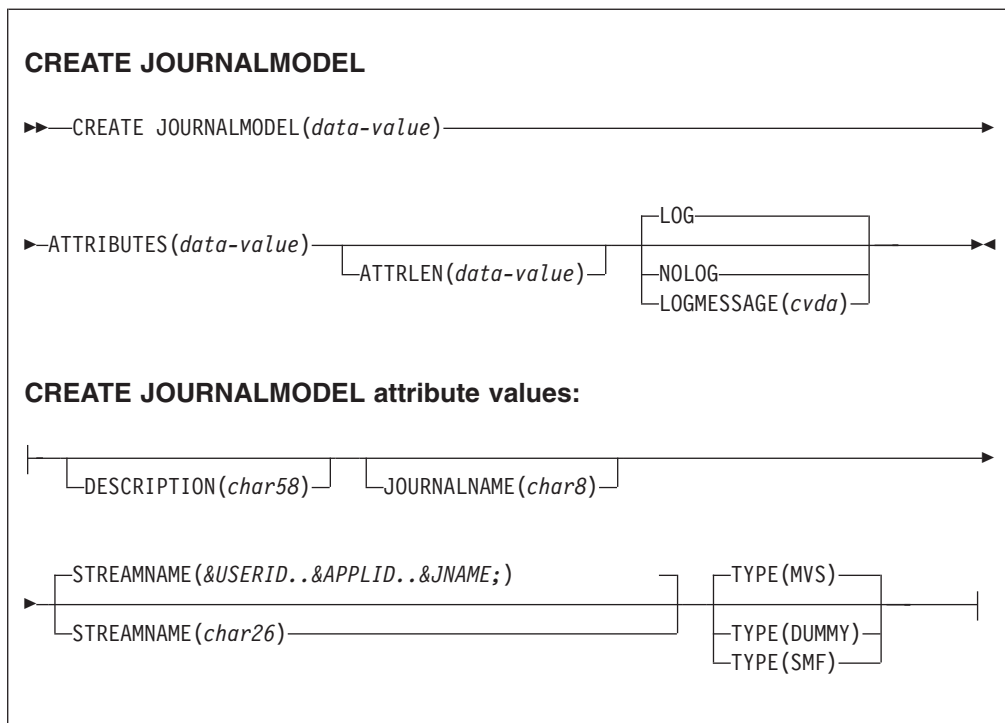 CREATE JOURNALMODEL
CREATE JOURNALMODEL(data-value)
LOG
ATTRIBUTES(data-value)
ATTRLEN(data-value)
NOLOG
LOGMESSAGE(cvda)
CREATE JOURNALMODEL attribute values:
DESCRIPTION(char58)
JOURNALNAME(char8)
STREAMNAME(&USERID..&APPLID..&JNAME;)
TYPE(MVS)
STREAMNAME(char26)
TYPE(DUMMY)
TYPE(SMF)